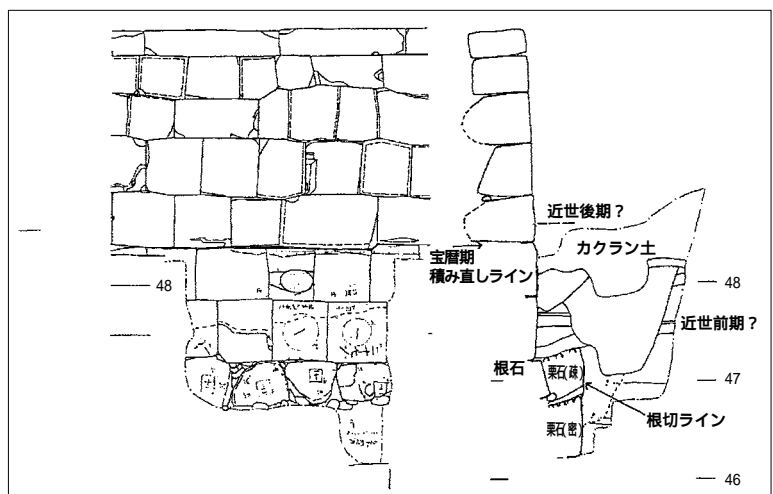 近世後期？
カクラン土
宝暦期
積み直しライン
48
48
近世前期？
根石
47
栗石(疎)
根切ライン
栗石(密)
46